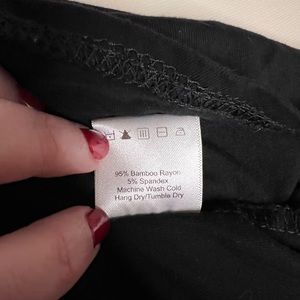 95% Bamboo Rayon
5% Spandex
Machine Wash Cold
Hang Dry/Tumble Dry